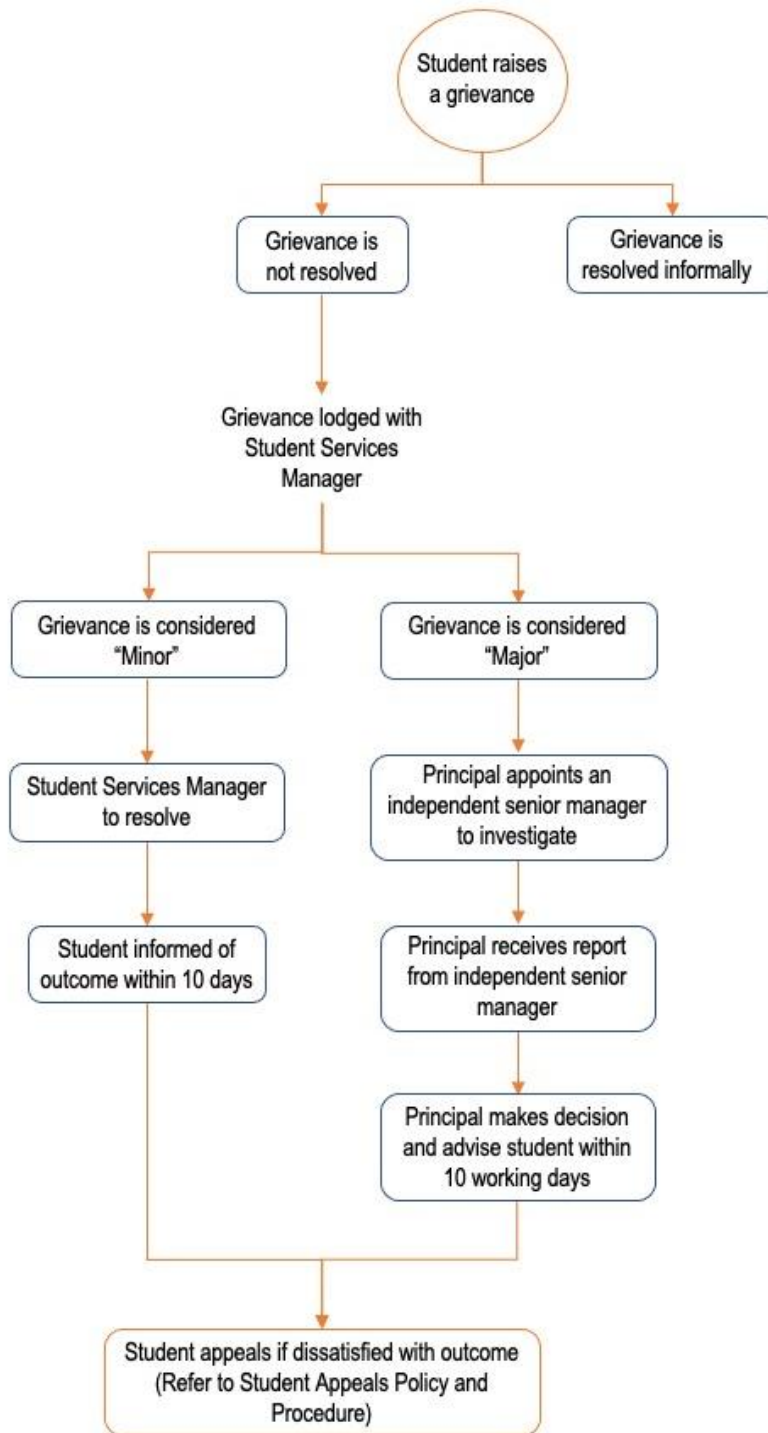 Student raises
a grievance
Grievance is
not resolved
Grievance is
resolved informally
Grievance lodged with
Student Services
Manager
Grievance is considered
“Minor”
Grievance is considered
“Major”
Student Services Manager
to resolve
Principal appoints an
independent senior manager
to investigate
Student informed of
outcome within 10 days
Principal receives report
from independent senior
manager
Principal makes decision
and advise student within
10 working days
Student appeals if dissatisfied with outcome
(Refer to Student Appeals Policy and
Procedure)